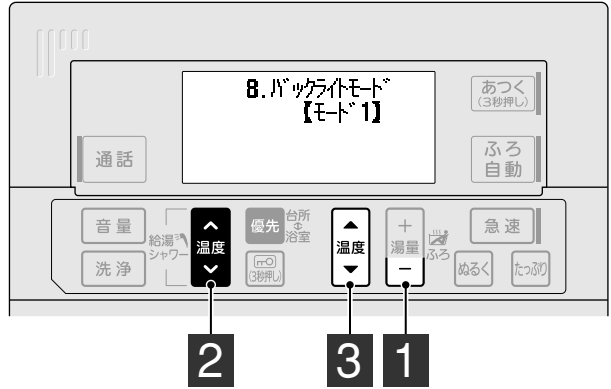 8.バックライトモード
【モード1】
あつく
(3秒押し)
通話
ふろ
自動
音量
給湯
シャワー
温度
優先
台所
浴室
温度
+
湯量
−
ふろ
急速
洗浄
(3秒押し)
ぬるく
たっぷり
2
3
1